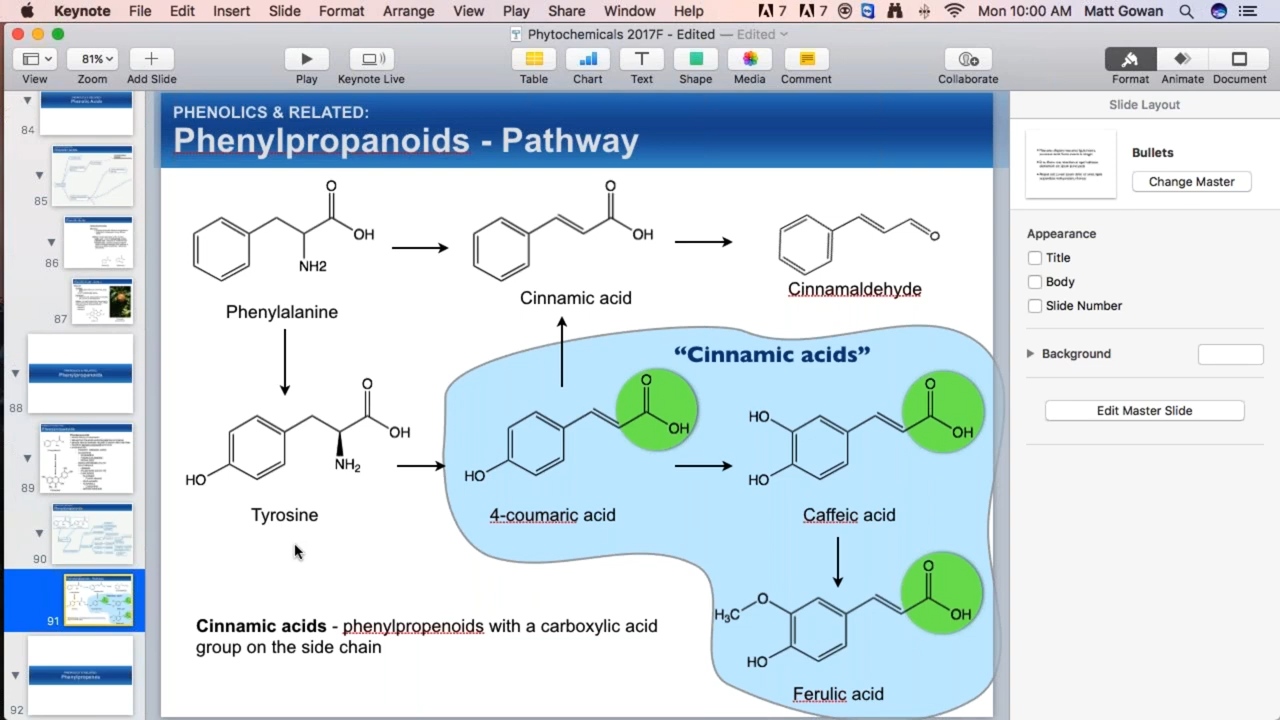 Keynote File Edit Insert Slide Format Arrange View Play Share Window Help 7 7 Mon 10:00 AM Matt Gowan
Phytochemicals 2017F - Edited — Edited
81%
View Zoom Add Slide Play Keynote Live Table Chart Text Shape Media Comment Collaborate Format Animate Document
84
85
86
87
88
89
90
91
92
PHENOLICS & RELATED:
Phenylpropanoids - Pathway
O
OH
NH2
Phenylalanine
O
OH
Cinnamic acid
O
Cinnamaldehyde
“Cinnamic acids”
O
OH
NH2
HO
Tyrosine
O
OH
HO
4-coumaric acid
O
OH
HO
HO
Caffeic acid
O
OH
O
H3C
HO
Ferulic acid
Cinnamic acids - phenylpropenoids with a carboxylic acid
group on the side chain
Slide Layout
Bullets
Change Master
Appearance
Title
Body
Slide Number
Background
Edit Master Slide